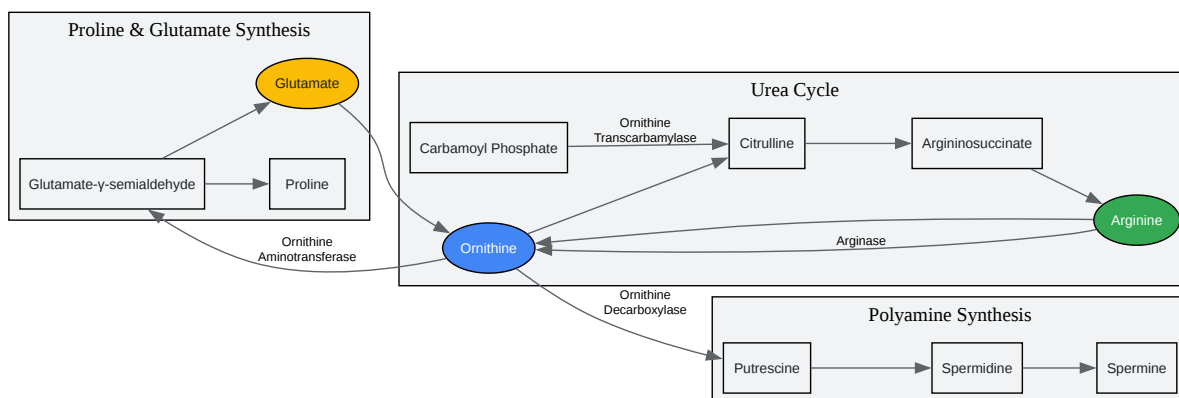 Proline & Glutamate Synthesis
Glutamate
Glutamate-γ-semialdehyde
Proline
Ornithine
Aminotransferase
Urea Cycle
Carbamoyl Phosphate
Ornithine
Transcarbamylase
Citrulline
Argininosuccinate
Arginine
Ornithine
Arginase
Ornithine
Decarboxylase
Polyamine Synthesis
Putrescine
Spermidine
Spermine